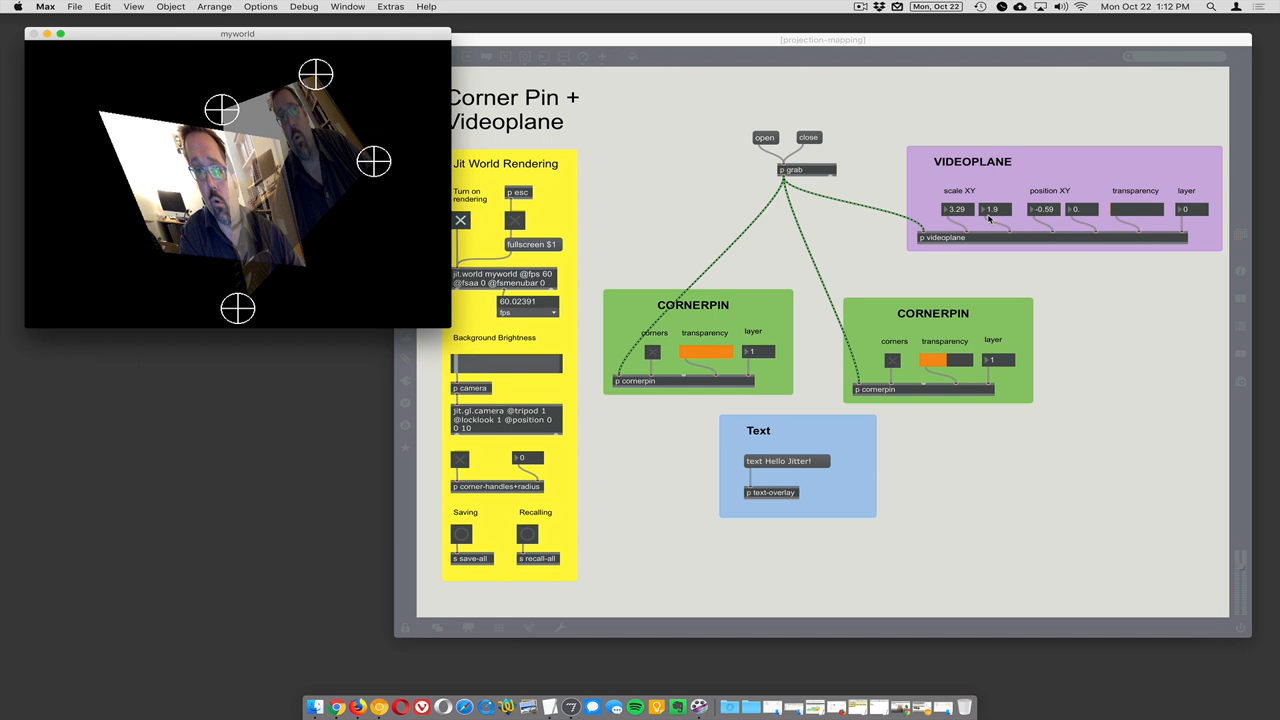 Max File Edit View Object Arrange Options Debug Window Extras Help
Mon, Oct 22
Mon Oct 22 1:12 PM
myworld
[projection-mapping]
Corner Pin +
Videoplane
Jit World Rendering
Turn on
rendering
p esc
fullscreen $1
jit.world myworld @fps 60
@fsaa 0 @fsmenubar 0
60.02391
fps
Background Brightness
p camera
jit.gl.camera @tripod 1
@locklook 1 @position 0
0 10
0
p corner-handles+radius
Saving Recalling
s save-all s recall-all
open close
p grab
VIDEOPLANE
scale XY position XY transparency layer
3.29 1.9 -0.59 0. 0
p videoplane
CORNERPIN
corners transparency layer
1
p cornerpin
CORNERPIN
corners transparency layer
1
p cornerpin
Text
text Hello Jitter!
p text-overlay